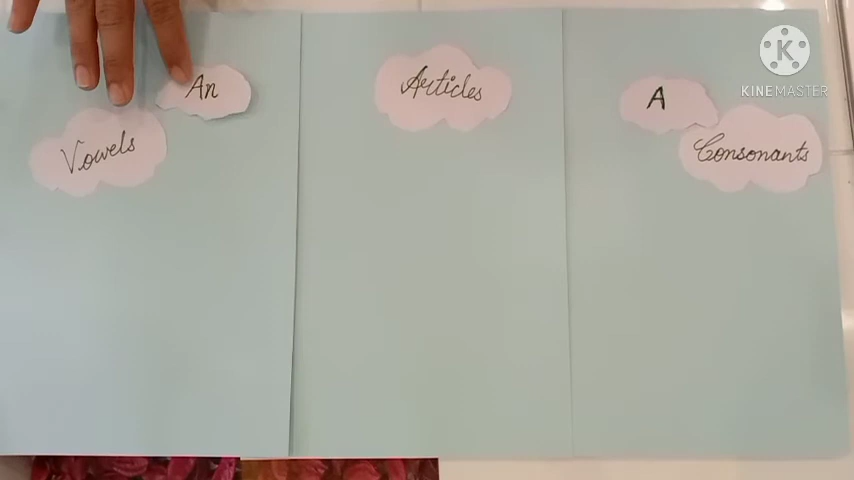 An
Vowels
Articles
A
Consonants
K
KINEMASTER